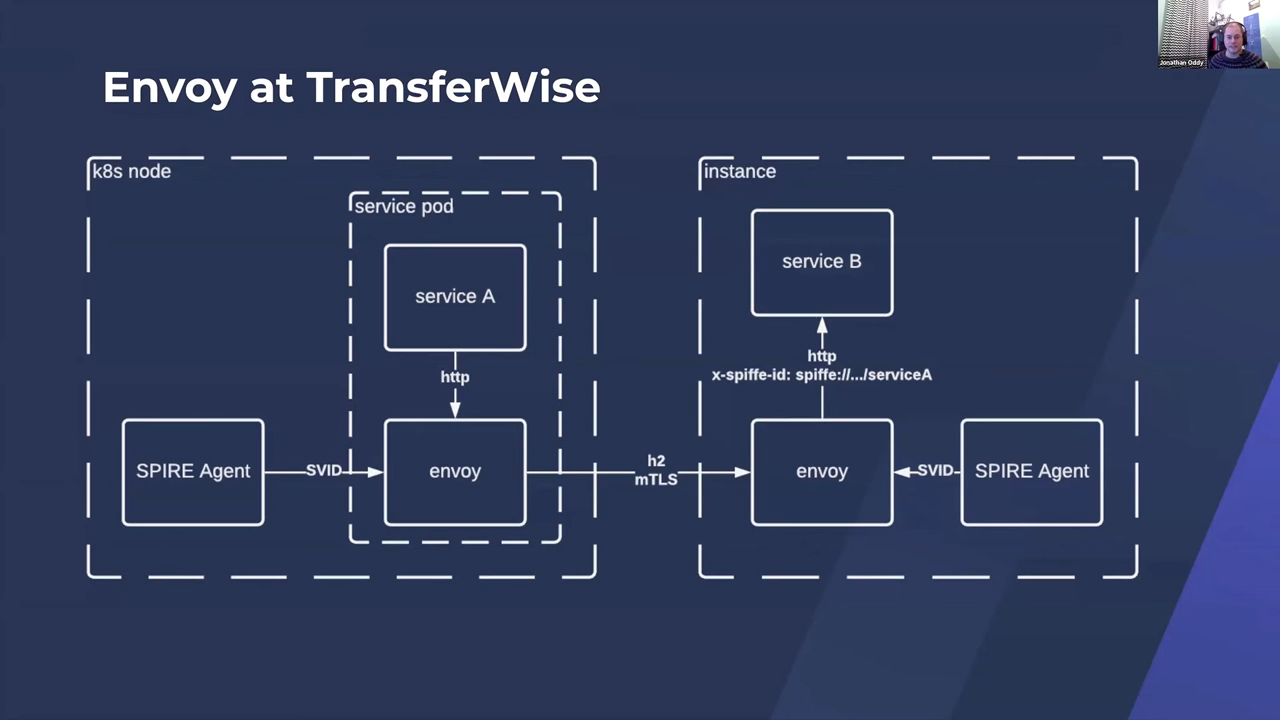 Jonathan Oddy
Envoy at TransferWise
k8s node
service pod
service A
http
SPIRE Agent
SVID
envoy
h2
mTLS
instance
service B
http
x-spiffe-id: spiffe://.../serviceA
envoy
SVID
SPIRE Agent